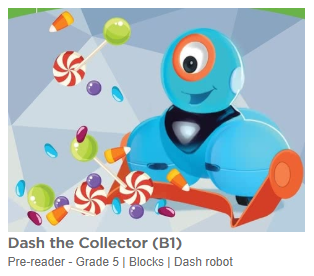 Dash the Collector (B1)
Pre-reader - Grade 5 | Blocks | Dash robot